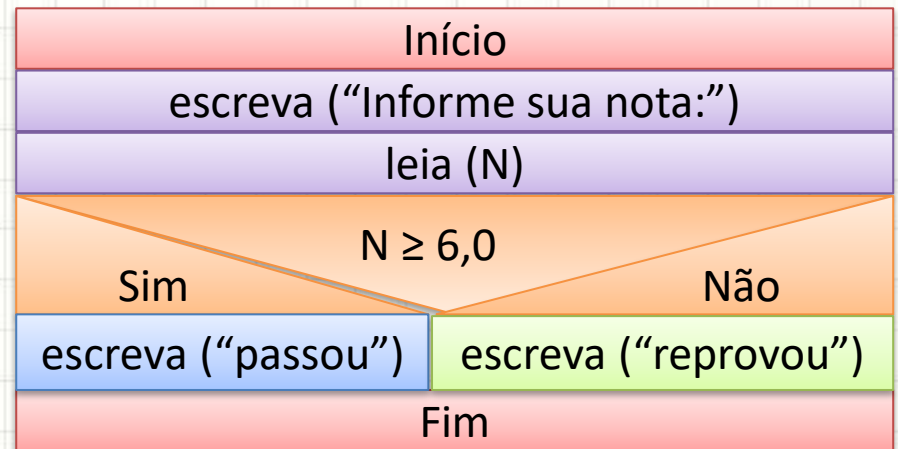 Início
escreva (“Informe sua nota:”)
leia (N)
N ≥ 6,0
Sim
Não
escreva (“passou”)
escreva (“reprovou”)
Fim